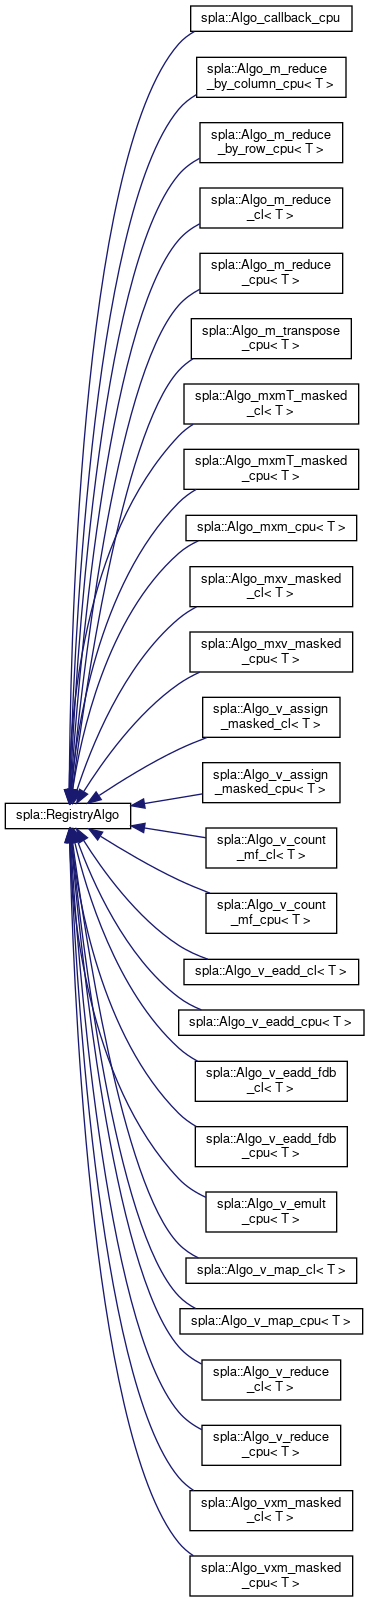 spla::Algo_callback_cpu
spla::Algo_m_reduce
_by_column_cpu< T >
spla::Algo_m_reduce
_by_row_cpu< T >
spla::Algo_m_reduce
_cl< T >
spla::Algo_m_reduce
_cpu< T >
spla::Algo_m_transpose
_cpu< T >
spla::Algo_mxmT_masked
_cl< T >
spla::Algo_mxmT_masked
_cpu< T >
spla::Algo_mxm_cpu< T >
spla::Algo_mxv_masked
_cl< T >
spla::Algo_mxv_masked
_cpu< T >
spla::Algo_v_assign
_masked_cl< T >
spla::Algo_v_assign
_masked_cpu< T >
spla::RegistryAlgo
spla::Algo_v_count
_mf_cl< T >
spla::Algo_v_count
_mf_cpu< T >
spla::Algo_v_eadd_cl< T >
spla::Algo_v_eadd_cpu< T >
spla::Algo_v_eadd_fdb
_cl< T >
spla::Algo_v_eadd_fdb
_cpu< T >
spla::Algo_v_emult
_cpu< T >
spla::Algo_v_map_cl< T >
spla::Algo_v_map_cpu< T >
spla::Algo_v_reduce
_cl< T >
spla::Algo_v_reduce
_cpu< T >
spla::Algo_vxm_masked
_cl< T >
spla::Algo_vxm_masked
_cpu< T >